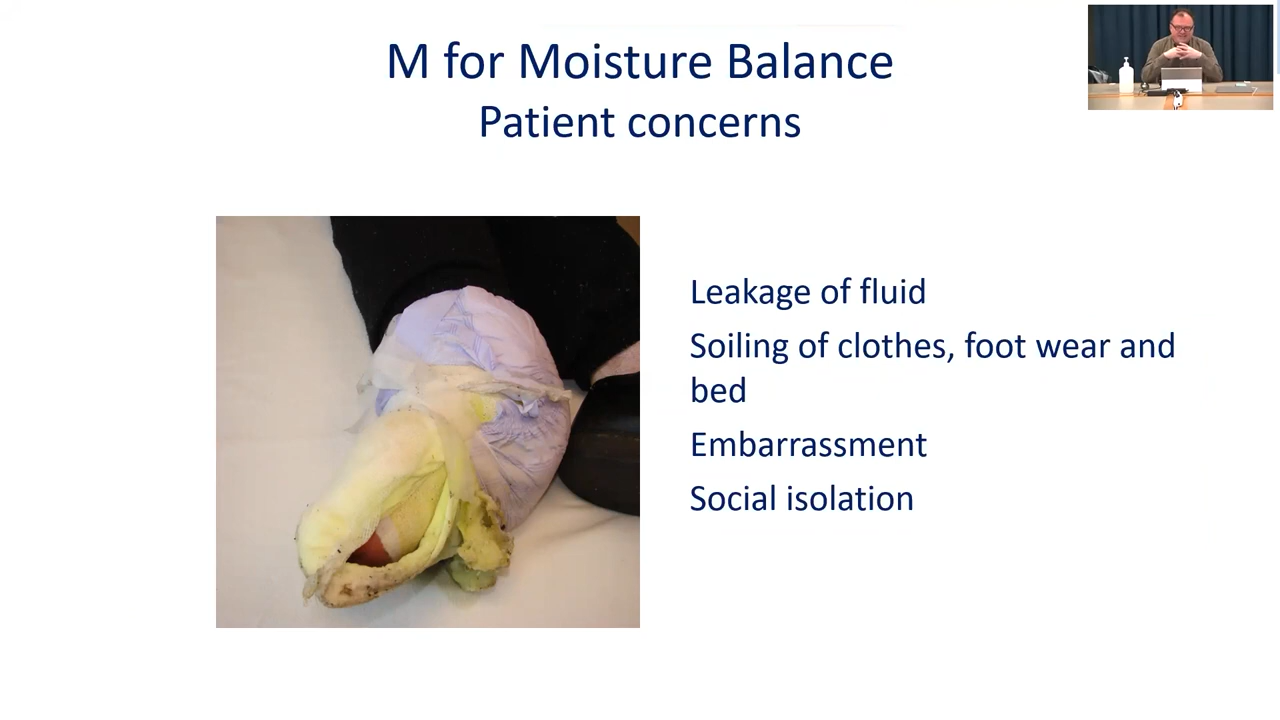 M for Moisture Balance
Patient concerns
Leakage of fluid
Soiling of clothes, foot wear and
bed
Embarrassment
Social isolation